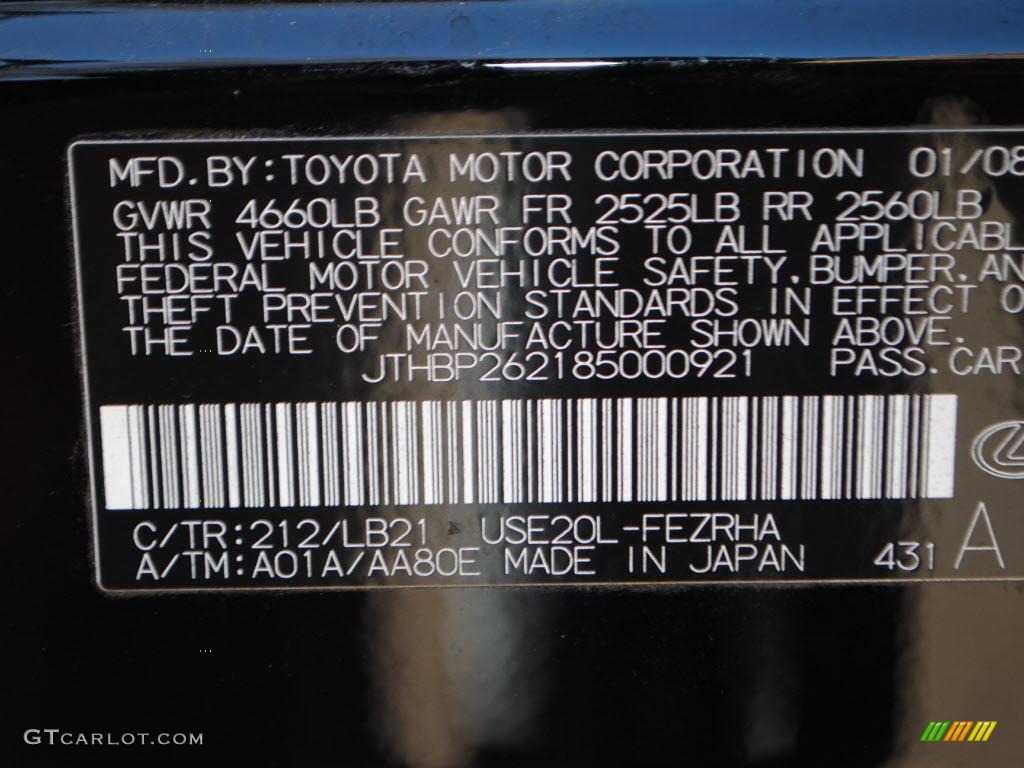 MFD.BY:TOYOTA MOTOR CORPORATION 01/08
GVWR 4660LB GAWR FR 2525LB RR 2560LB
THIS VEHICLE CONFORMS TO ALL APPLICABL
FEDERAL MOTOR VEHICLE SAFETY,BUMPER,AN
THEFT PREVENTION STANDARDS IN EFFECT O
THE DATE OF MANUFACTURE SHOWN ABOVE.
JTHBP262185000921 PASS.CAR
C/TR:212/LB21 USE20L-FEZRHA
A/TM:A01A/AA80E MADE IN JAPAN 431 A
GTCARLOT.COM